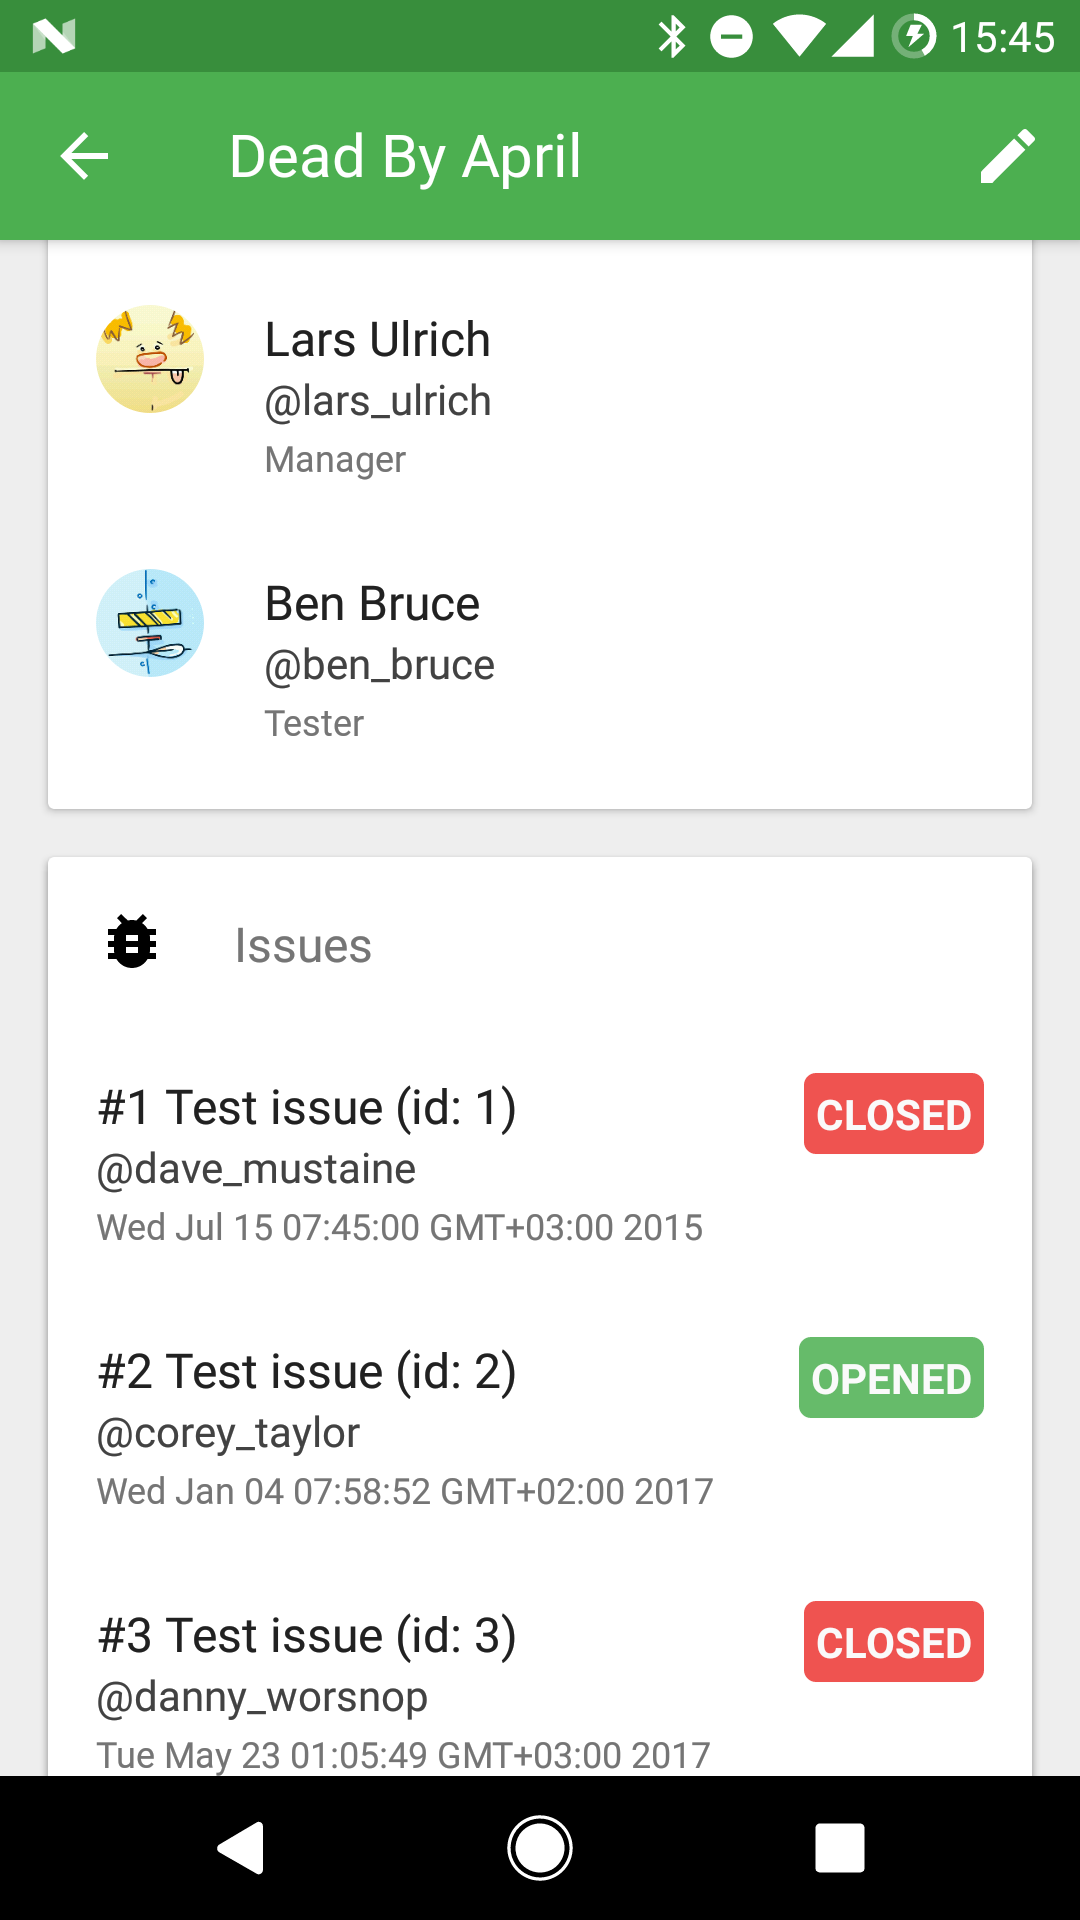 15:45
Dead By April
Lars Ulrich
@lars_ulrich
Manager
Ben Bruce
@ben_bruce
Tester
Issues
#1 Test issue (id: 1)
CLOSED
@dave_mustaine
Wed Jul 15 07:45:00 GMT+03:00 2015
#2 Test issue (id: 2)
OPENED
@corey_taylor
Wed Jan 04 07:58:52 GMT+02:00 2017
#3 Test issue (id: 3)
CLOSED
@danny_worsnop
Tue May 23 01:05:49 GMT+03:00 2017